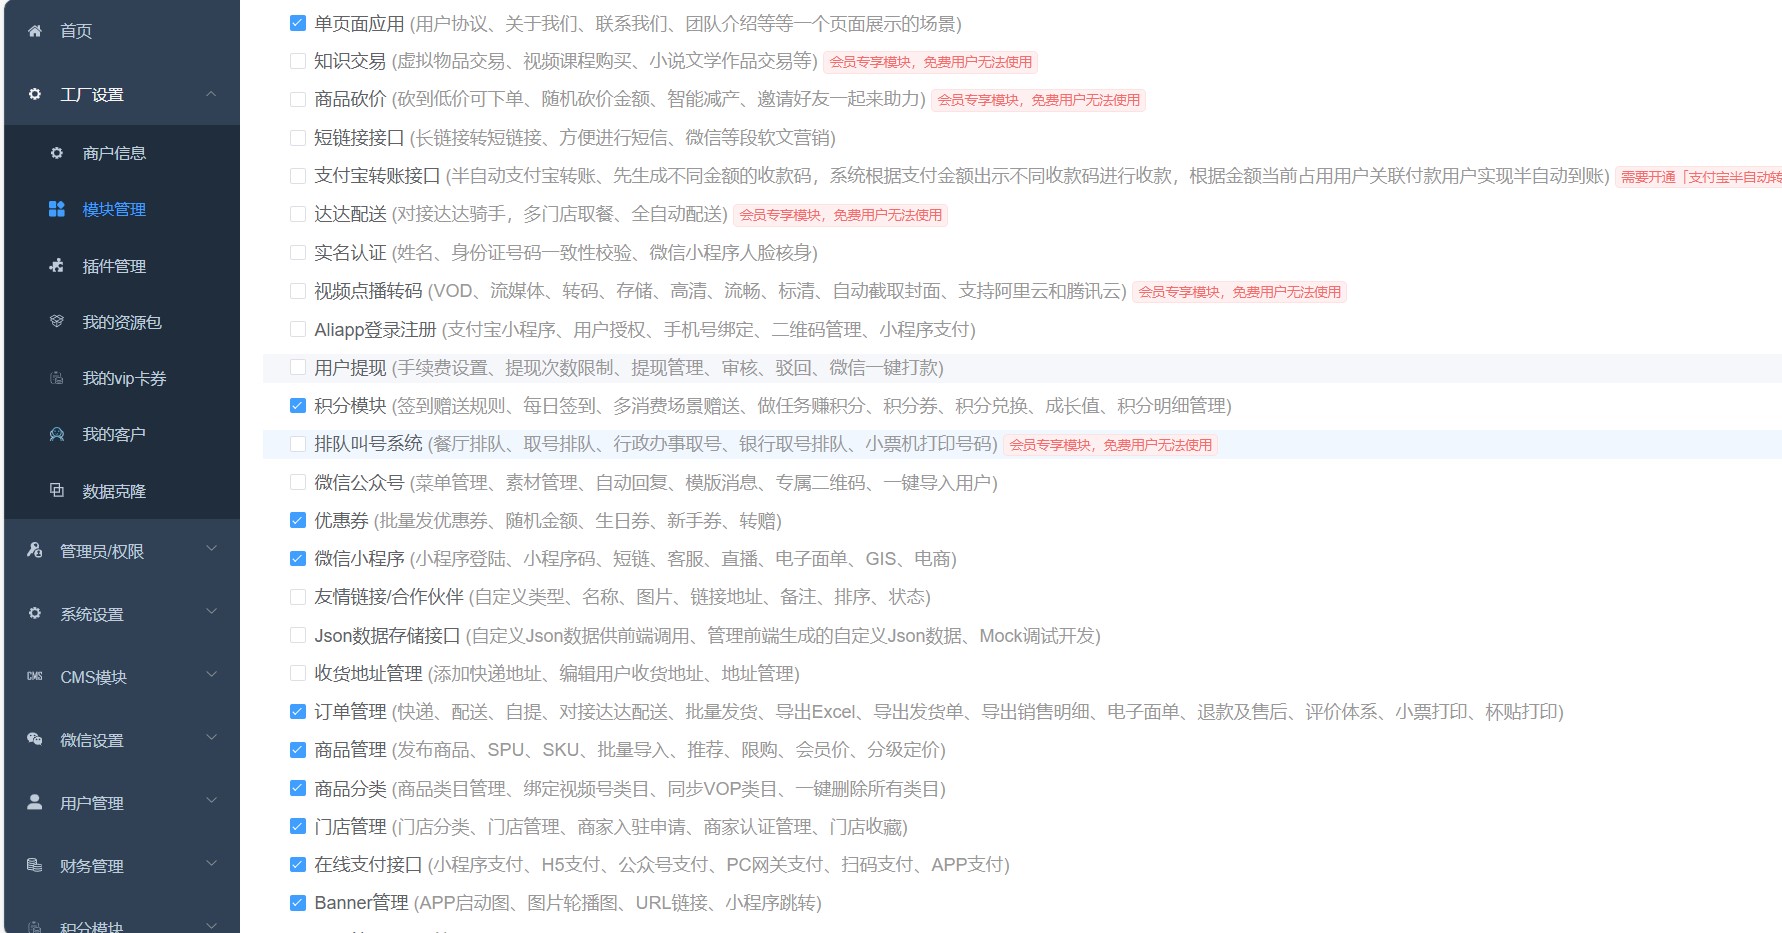 首页
工厂设置
商户信息
模块管理
插件管理
我的资源包
我的vip卡券
我的客户
数据克隆
管理员/权限
系统设置
CMS CMS模块
微信设置
用户管理
财务管理
积分模块
单页面应用 (用户协议、关于我们、联系我们、团队介绍等等一个页面展示的场景)
知识交易 (虚拟物品交易、视频课程购买、小说文学作品交易等) 会员专享模块，免费用户无法使用
商品砍价 (砍到低价可下单、随机砍价金额、智能减产、邀请好友一起来助力) 会员专享模块，免费用户无法使用
短链接接口 (长链接转短链接、方便进行短信、微信等段软文营销)
支付宝转账接口 (半自动支付宝转账、先生成不同金额的收款码，系统根据支付金额出示不同收款码进行收款，根据金额当前占用用户关联付款用户实现半自动到账) 需要开通「支付宝半自动转
达达配送 (对接达达骑手，多门店取餐、全自动配送) 会员专享模块，免费用户无法使用
实名认证 (姓名、身份证号码一致性校验、微信小程序人脸核身)
视频点播转码 (VOD、流媒体、转码、存储、高清、流畅、标清、自动截取封面、支持阿里云和腾讯云) 会员专享模块，免费用户无法使用
Aliapp登录注册 (支付宝小程序、用户授权、手机号绑定、二维码管理、小程序支付)
用户提现 (手续费设置、提现次数限制、提现管理、审核、驳回、微信一键打款)
积分模块 (签到赠送规则、每日签到、多消费场景赠送、做任务赚积分、积分券、积分兑换、成长值、积分明细管理)
排队叫号系统 (餐厅排队、取号排队、行政办事取号、银行取号排队、小票机打印号码) 会员专享模块，免费用户无法使用
微信公众号 (菜单管理、素材管理、自动回复、模版消息、专属二维码、一键导入用户)
优惠券 (批量发优惠券、随机金额、生日券、新手券、转赠)
微信小程序 (小程序登陆、小程序码、短链、客服、直播、电子面单、GIS、电商)
友情链接/合作伙伴 (自定义类型、名称、图片、链接地址、备注、排序、状态)
Json数据存储接口 (自定义Json数据供前端调用、管理前端生成的自定义Json数据、Mock调试开发)
收货地址管理 (添加快递地址、编辑用户收货地址、地址管理)
订单管理 (快递、配送、自提、对接达达配送、批量发货、导出Excel、导出发货单、导出销售明细、电子面单、退款及售后、评价体系、小票打印、杯贴打印)
商品管理 (发布商品、SPU、SKU、批量导入、推荐、限购、会员价、分级定价)
商品分类 (商品类目管理、绑定视频号类目、同步VOP类目、一键删除所有类目)
门店管理 (门店分类、门店管理、商家入驻申请、商家认证管理、门店收藏)
在线支付接口 (小程序支付、H5支付、公众号支付、PC网关支付、扫码支付、APP支付)
Banner管理 (APP启动图、图片轮播图、URL链接、小程序跳转)